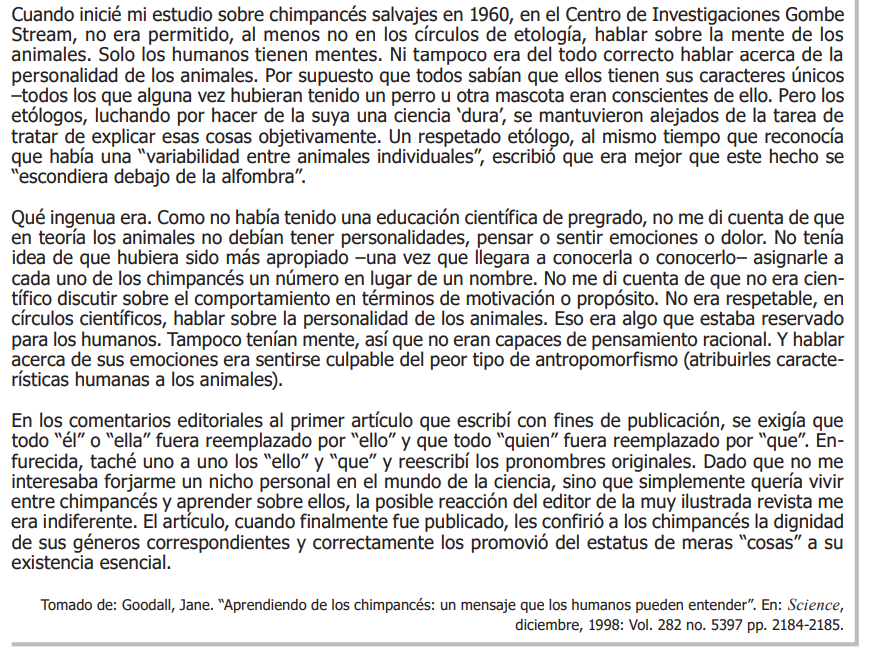 Cuando inicié mi estudio sobre chimpancés salvajes en 1960, en el Centro de Investigaciones Gombe
Stream, no era permitido, al menos no en los círculos de etología, hablar sobre la mente de los
animales. Solo los humanos tienen mentes. Ni tampoco era del todo correcto hablar acerca de la
personalidad de los animales. Por supuesto que todos sabían que ellos tienen sus caracteres únicos
–todos los que alguna vez hubieran tenido un perro u otra mascota eran conscientes de ello. Pero los
etólogos, luchando por hacer de la suya una ciencia ‘dura’, se mantuvieron alejados de la tarea de
tratar de explicar esas cosas objetivamente. Un respetado etólogo, al mismo tiempo que reconocía
que había una “variabilidad entre animales individuales”, escribió que era mejor que este hecho se
“escondiera debajo de la alfombra”.
Qué ingenua era. Como no había tenido una educación científica de pregrado, no me di cuenta de que
en teoría los animales no debían tener personalidades, pensar o sentir emociones o dolor. No tenía
idea de que hubiera sido más apropiado –una vez que llegara a conocerla o conocerlo– asignarle a
cada uno de los chimpancés un número en lugar de un nombre. No me di cuenta de que no era cien-
tífico discutir sobre el comportamiento en términos de motivación o propósito. No era respetable, en
círculos científicos, hablar sobre la personalidad de los animales. Eso era algo que estaba reservado
para los humanos. Tampoco tenían mente, así que no eran capaces de pensamiento racional. Y hablar
acerca de sus emociones era sentirse culpable del peor tipo de antropomorfismo (atribuirles caracte-
rísticas humanas a los animales).
En los comentarios editoriales al primer artículo que escribí con fines de publicación, se exigía que
todo “él” o “ella” fuera reemplazado por “ello” y que todo “quien” fuera reemplazado por “que”. En-
furecida, taché uno a uno los “ello” y “que” y reescribí los pronombres originales. Dado que no me
interesaba forjarme un nicho personal en el mundo de la ciencia, sino que simplemente quería vivir
entre chimpancés y aprender sobre ellos, la posible reacción del editor de la muy ilustrada revista me
era indiferente. El artículo, cuando finalmente fue publicado, les confirió a los chimpancés la dignidad
de sus géneros correspondientes y correctamente los promovió del estatus de meras “cosas” a su
existencia esencial.
Tomado de: Goodall, Jane. “Aprendiendo de los chimpancés: un mensaje que los humanos pueden entender”. En: Science,
diciembre, 1998: Vol. 282 no. 5397 pp. 2184-2185.